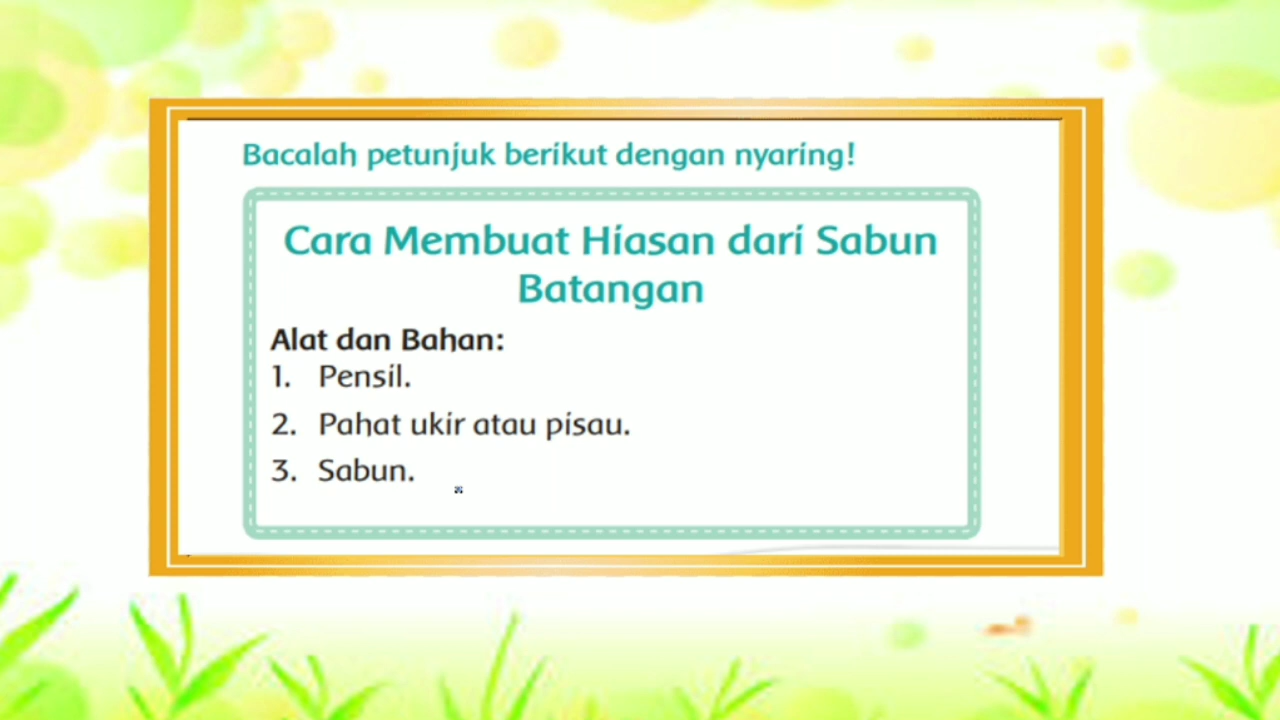 Bacalah petunjuk berikut dengan nyaring!
Cara Membuat Hiasan dari Sabun
Batangan
Alat dan Bahan:
1. Pensil.
2. Pahat ukir atau pisau.
3. Sabun.